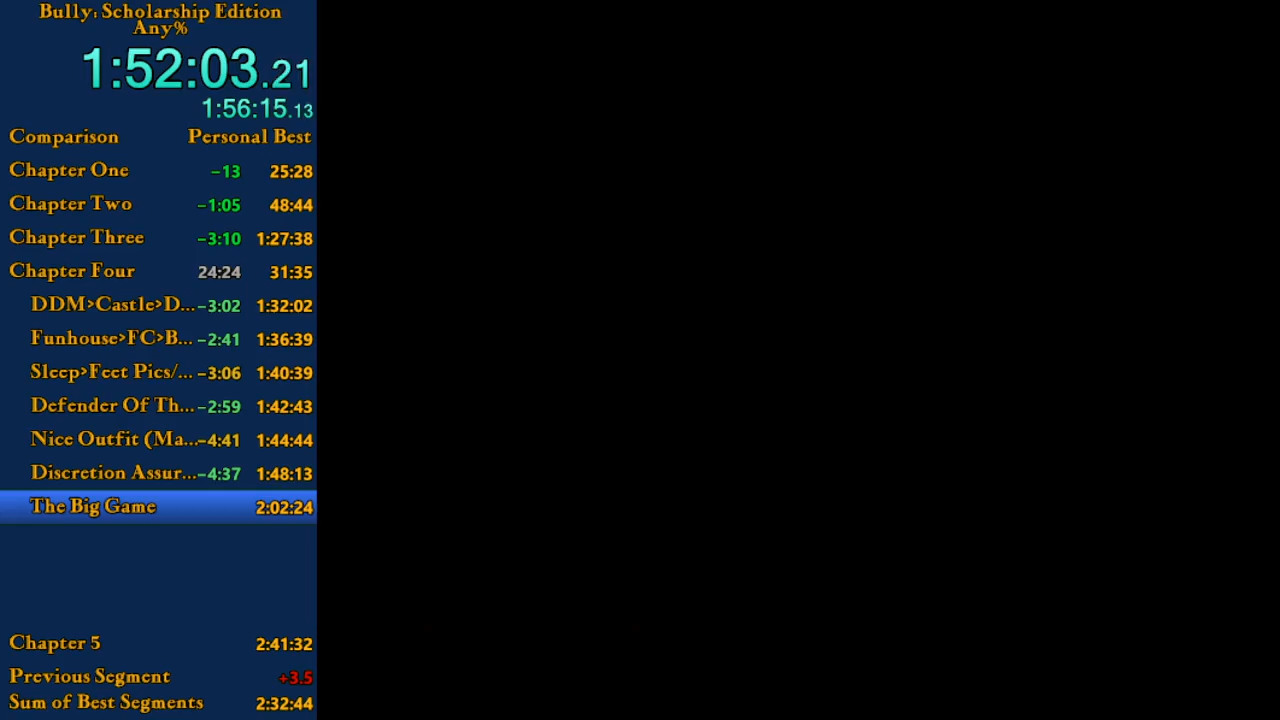 Bully: Scholarship Edition
Any%
1:52:03.21
1:56:15.13
Comparison Personal Best
Chapter One −13 25:28
Chapter Two −1:05 48:44
Chapter Three −3:10 1:27:38
Chapter Four 24:24 31:35
DDM>Castle>D... −3:02 1:32:02
Funhouse>FC>B... −2:41 1:36:39
Sleep>Feet Pics/... −3:06 1:40:39
Defender Of Th... −2:59 1:42:43
Nice Outfit (Ma... −4:41 1:44:44
Discretion Assur... −4:37 1:48:13
The Big Game 2:02:24
Chapter 5 2:41:32
Previous Segment +3.5
Sum of Best Segments 2:32:44